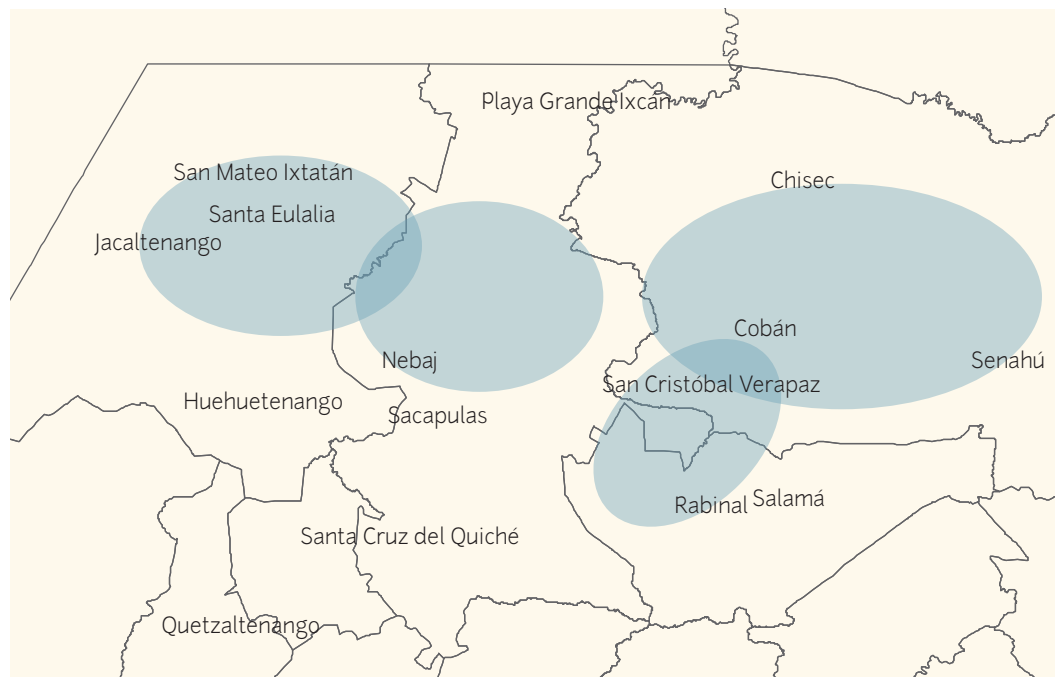 Playa Grande Ixcán
San Mateo Ixtatán
Chisec
Santa Eulalia
Jacaltenango
Cobán
Nebaj
Senahú
San Cristóbal Verapaz
Huehuetenango
Sacapulas
Rabinal
Salamá
Santa Cruz del Quiché
Quetzaltenango